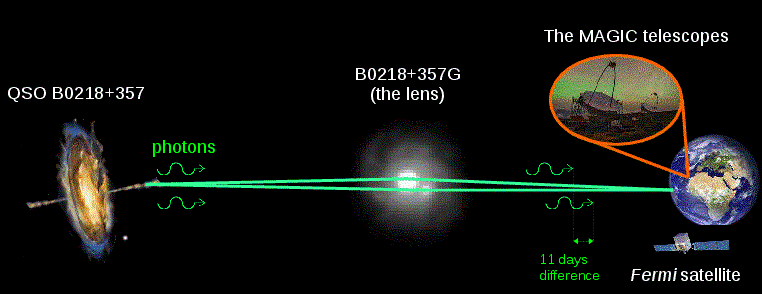 The MAGIC telescopes
B0218+357G
(the lens)
QSO B0218+357
photons
11 days
difference
Fermi satellite